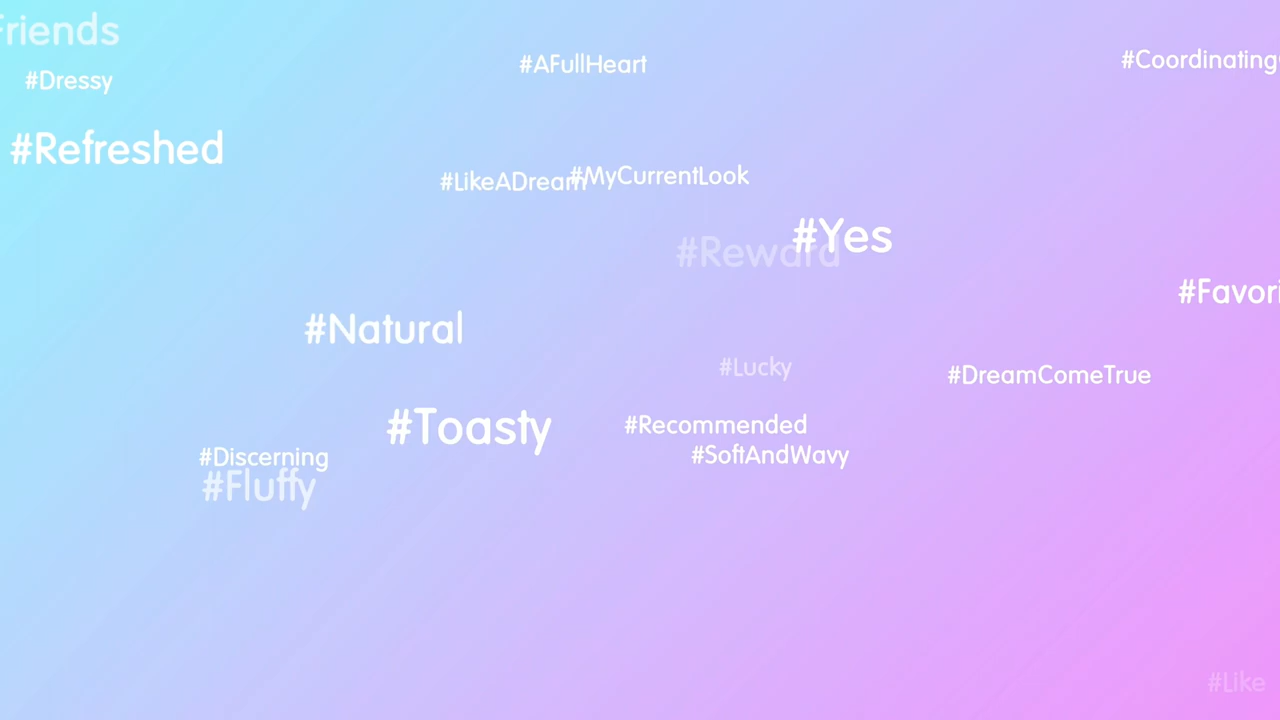 Friends
#Dressy
#AFullHeart
#Coordinating
#Refreshed
#LikeADream
#MyCurrentLook
#Yes
#Reward
#Favori
#Natural
#Lucky
#DreamComeTrue
#Toasty
#Recommended
#Discerning
#SoftAndWavy
#Fluffy
#Like